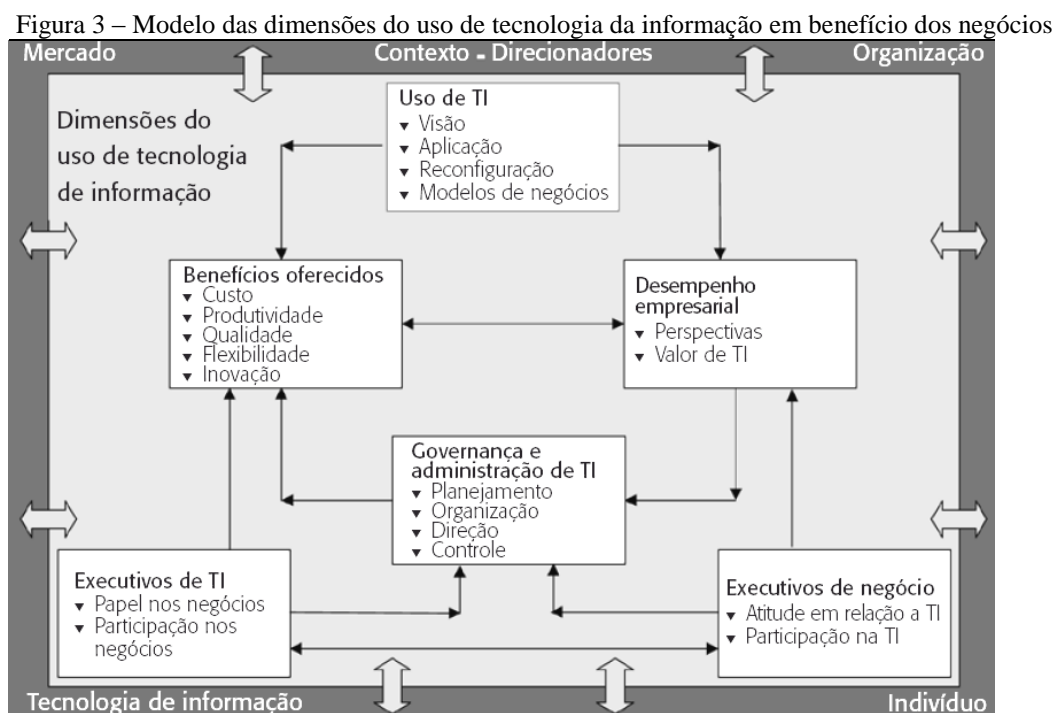 Figura 3 – Modelo das dimensões do uso de tecnologia da informação em benefício dos negócios
Mercado
Contexto - Direcionadores
Organização
Dimensões do
uso de tecnologia
de informação
Uso de TI
▼ Visão
▼ Aplicação
▼ Reconfiguração
▼ Modelos de negócios
Benefícios oferecidos
▼ Custo
▼ Produtividade
▼ Qualidade
▼ Flexibilidade
▼ Inovação
Desempenho
empresarial
▼ Perspectivas
▼ Valor de TI
Governança e
administração de TI
▼ Planejamento
▼ Organização
▼ Direção
▼ Controle
Executivos de TI
▼ Papel nos negócios
▼ Participação nos
negócios
Executivos de negócio
▼ Atitude em relação a TI
▼ Participação na TI
Tecnologia de informação
Indivíduo